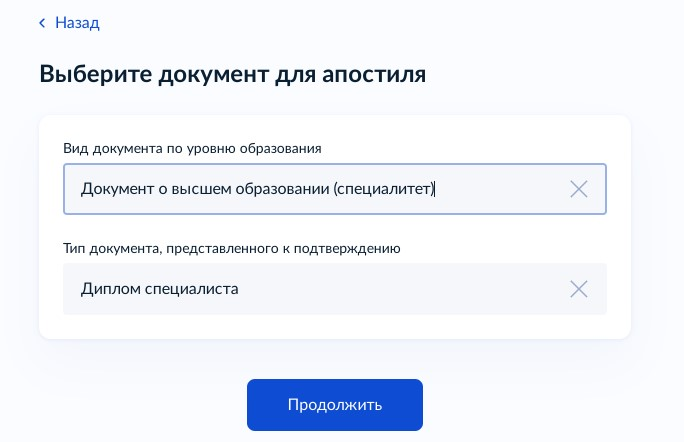 Назад
Выберите документ для апостиля
Вид документа по уровню образования
Документ о высшем образовании (специалитет)
Тип документа, представленного к подтверждению
Диплом специалиста
Продолжить